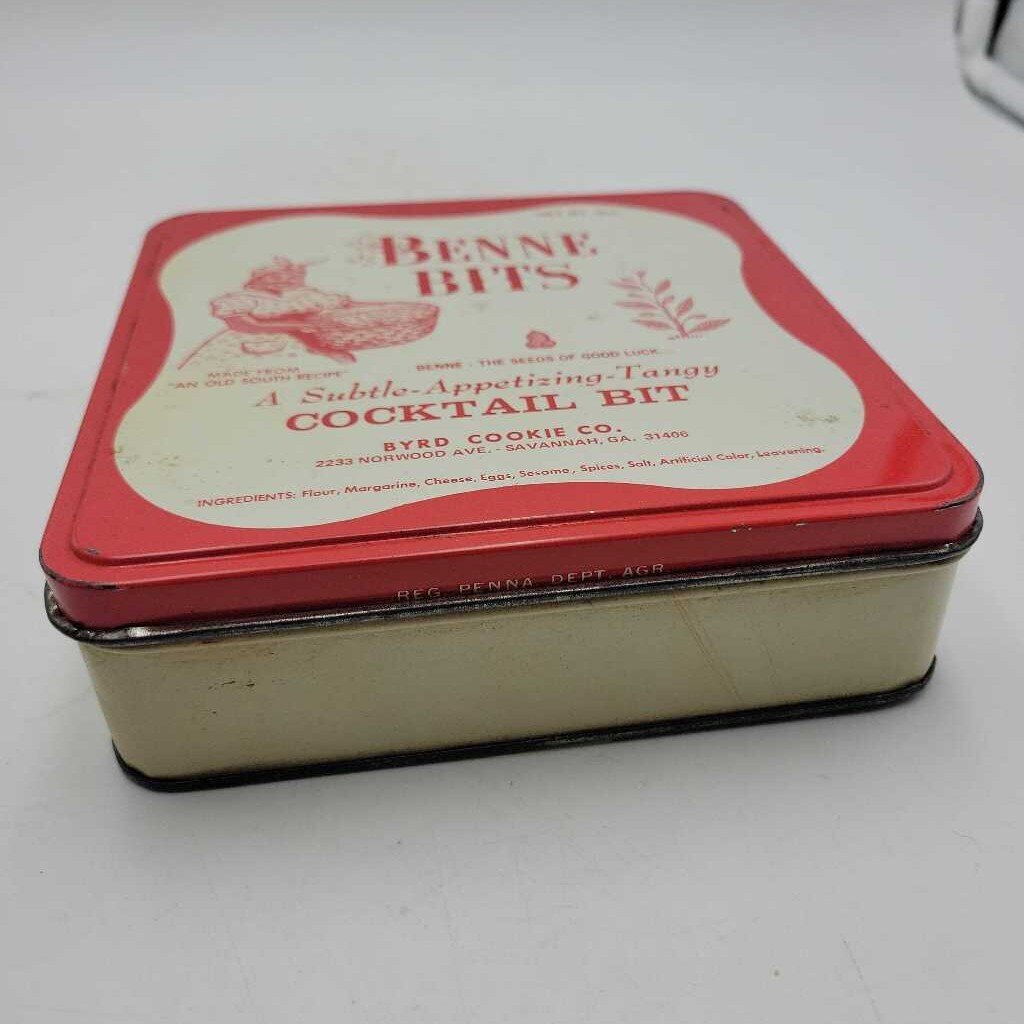 BENNE
BITS
MADE FROM
"AN OLD SOUTH RECIPE"
BENNE - THE SEEDS OF GOOD LUCK...
A Subtle-Appetizing-Tangy
COCKTAIL BIT
BYRD COOKIE CO.
2233 NORWOOD AVE. - SAVANNAH, GA. 31406
INGREDIENTS: Flour, Margarine, Cheese, Eggs, Sesame, Spices, Salt, Artificial Color, Leavening.
REG. PENNA. DEPT. AGR.